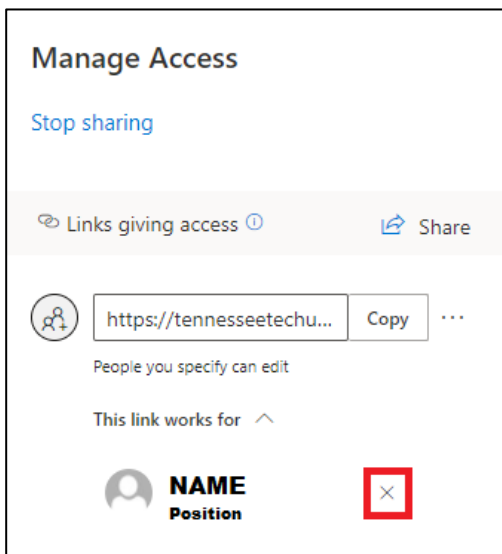 Manage Access
Stop sharing
Links giving access
Share
https://tennesseetechu...
Copy
People you specify can edit
This link works for
NAME
Position